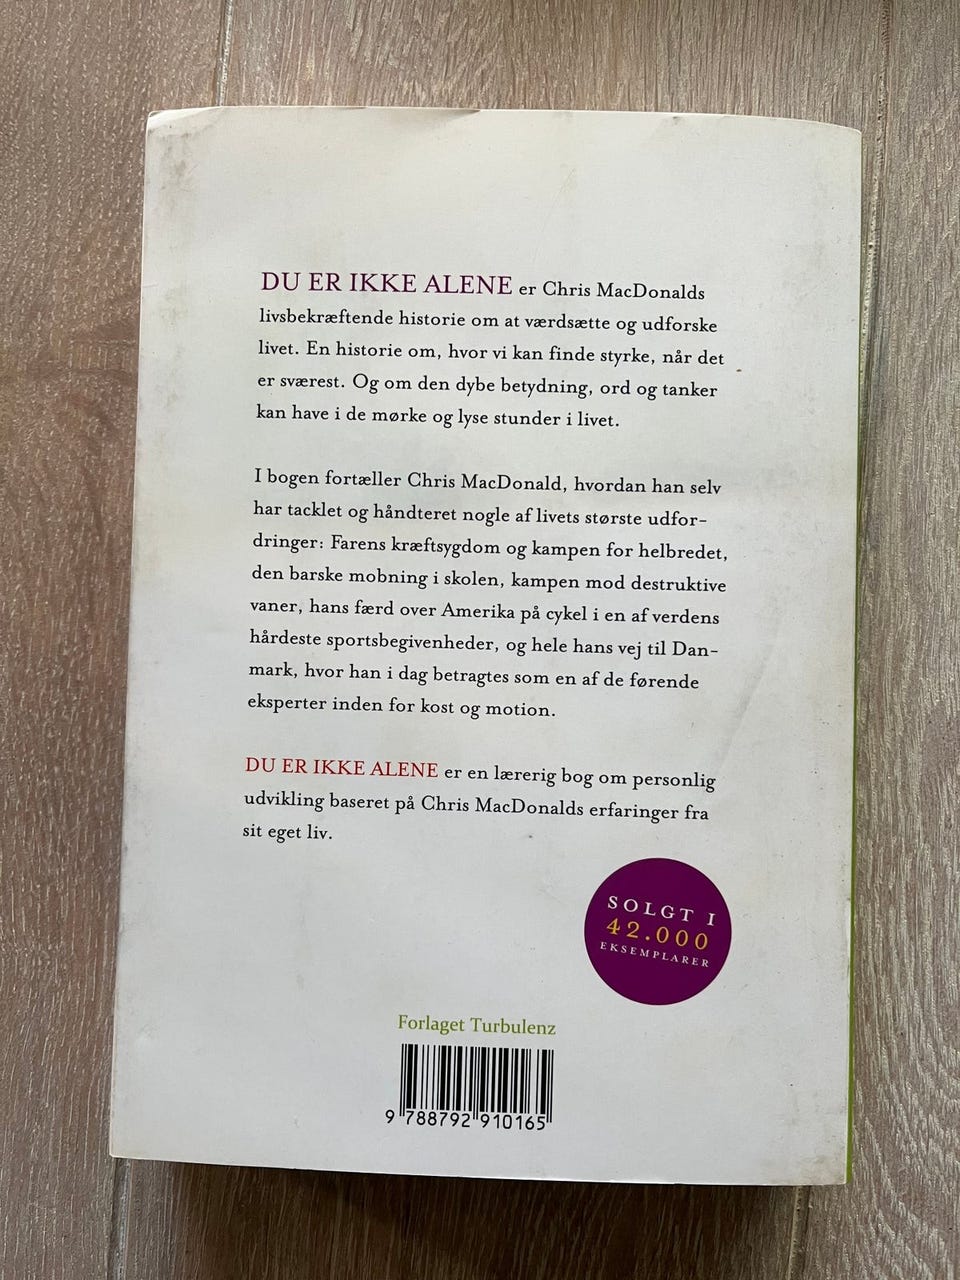 DU ER IKKE ALENE er Chris MacDonalds
livsbekræftende historie om at værdsætte og udforske
livet. En historie om, hvor vi kan finde styrke, når det
er sværest. Og om den dybe betydning, ord og tanker
kan have i de mørke og lyse stunder i livet.
I bogen fortæller Chris MacDonald, hvordan han selv
har tacklet og håndteret nogle af livets største udfor-
dringer: Farens kræftsygdom og kampen for helbredet,
den barske mobning i skolen, kampen mod destruktive
vaner, hans færd over Amerika på cykel i en af verdens
hårdeste sportsbegivenheder, og hele hans vej til Dan-
mark, hvor han i dag betragtes som en af de førende
eksperter inden for kost og motion.
DU ER IKKE ALENE er en lærerig bog om personlig
udvikling baseret på Chris MacDonalds erfaringer fra
sit eget liv.
SOLGT I
42.000
EKSEMPLARER
Forlaget Turbulenz
9 788792 910165